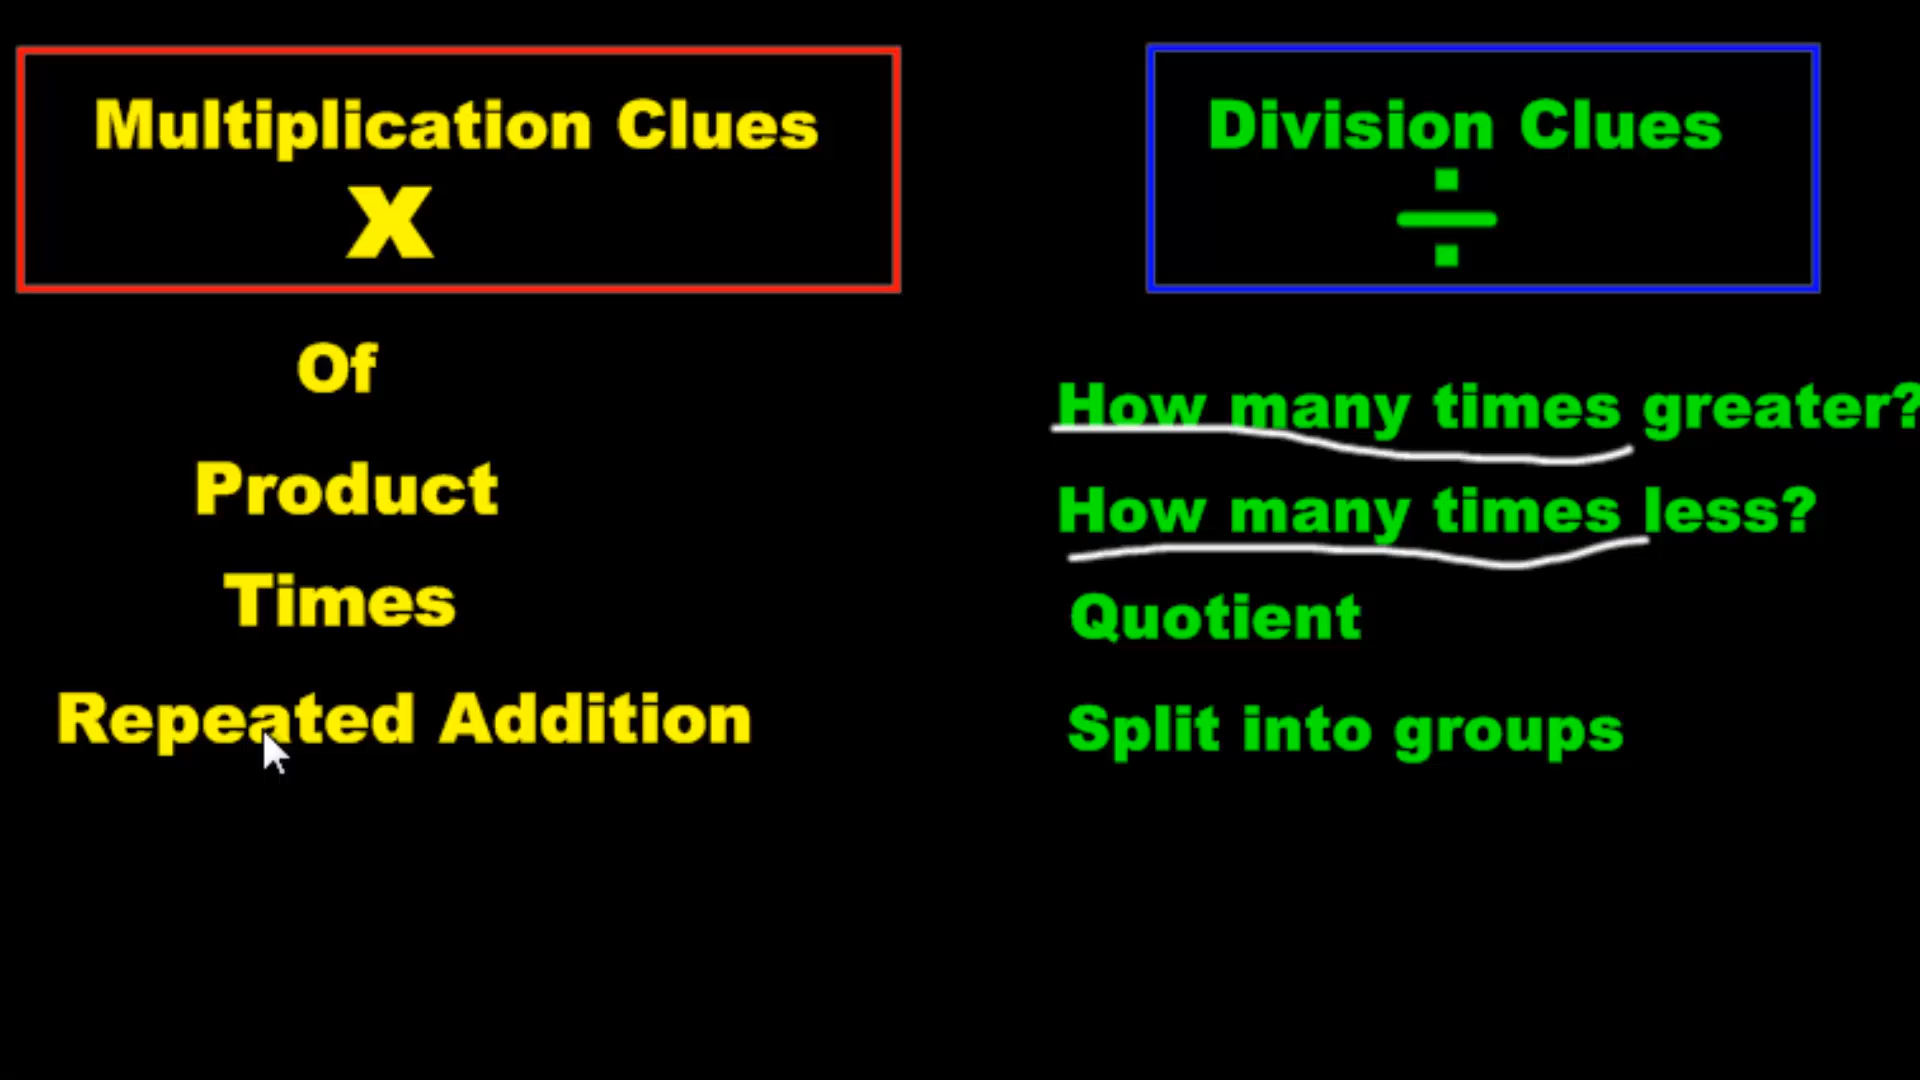 Multiplication Clues
X
Of
Product
Times
Repeated Addition
Division Clues
÷
How many times greater?
How many times less?
Quotient
Split into groups